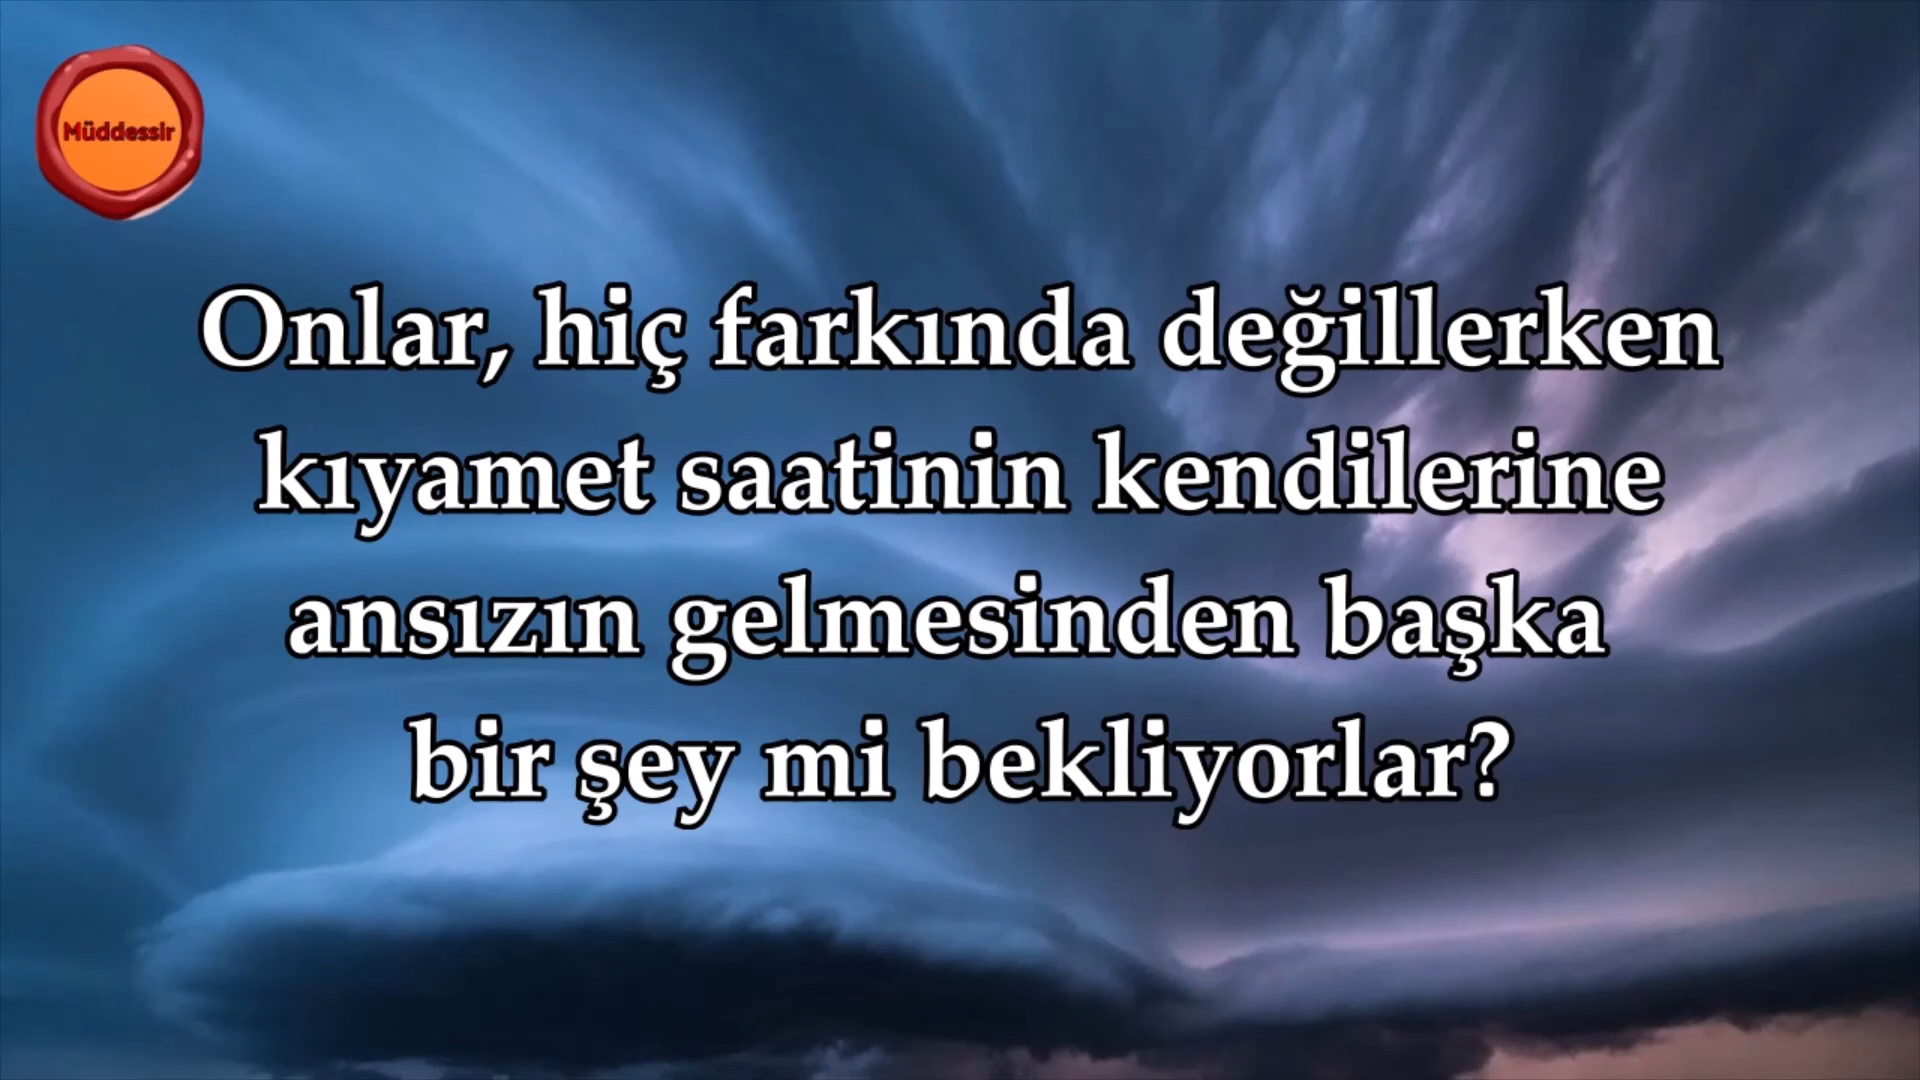 Müddessir
Onlar, hiç farkında değillerken
kıyamet saatinin kendilerine
ansızın gelmesinden başka
bir şey mi bekliyorlar?